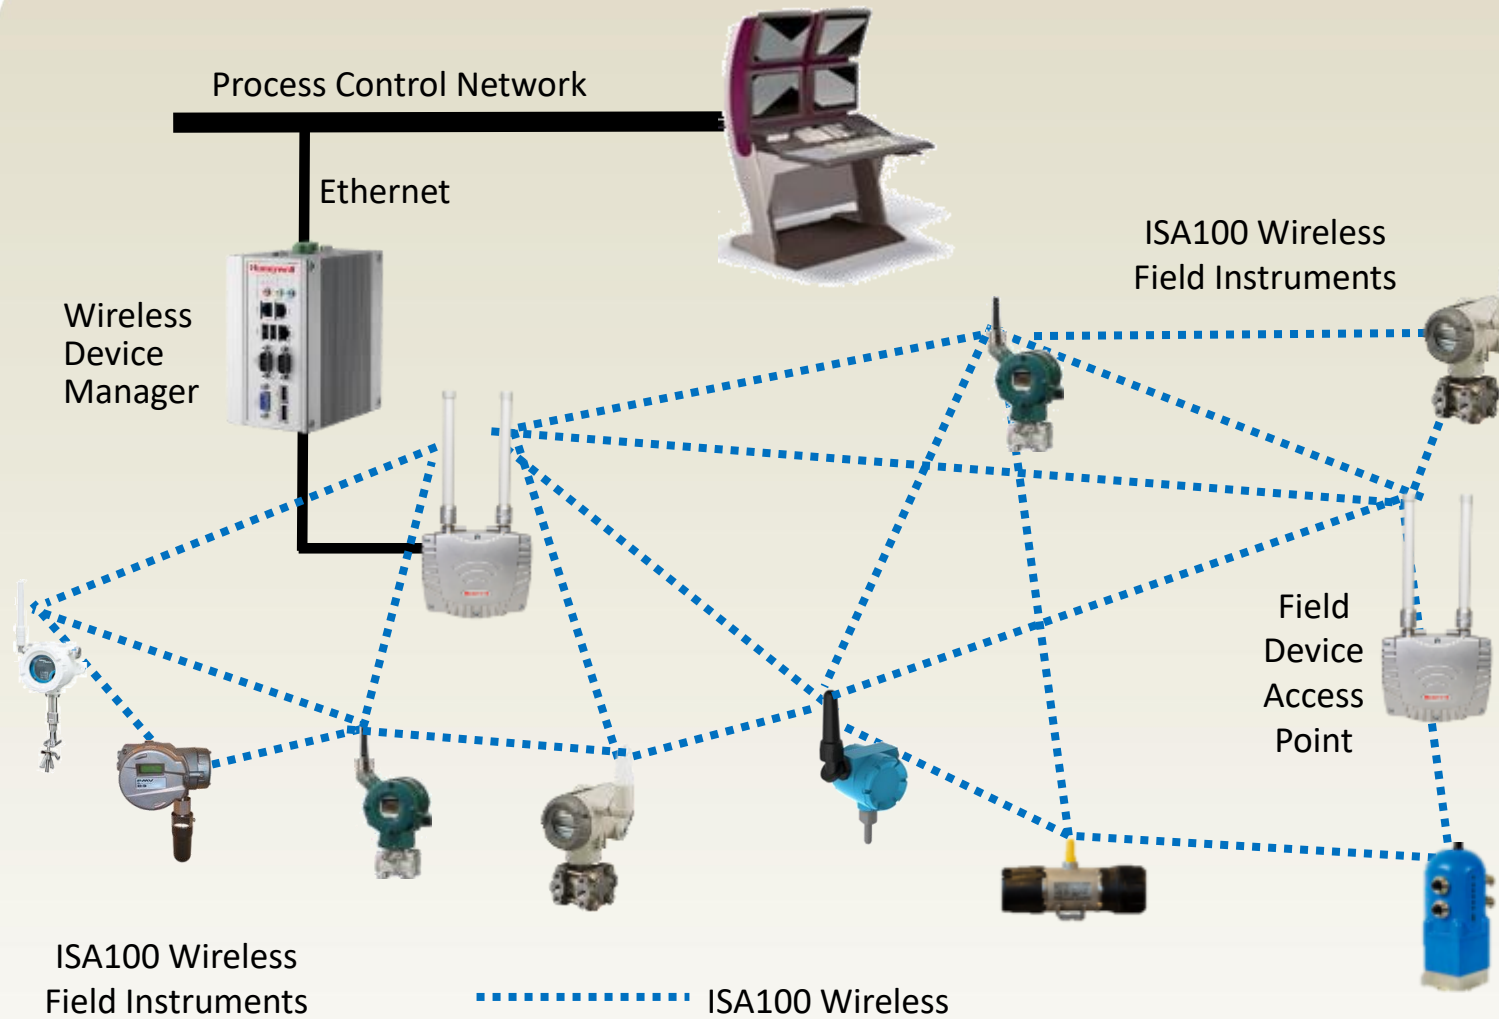 Process Control Network
Ethernet
ISA100 Wireless
Field Instruments
Wireless
Device
Manager
Honeywell
Field
Device
Access
Point
ISA100 Wireless
Field Instruments
ISA100 Wireless